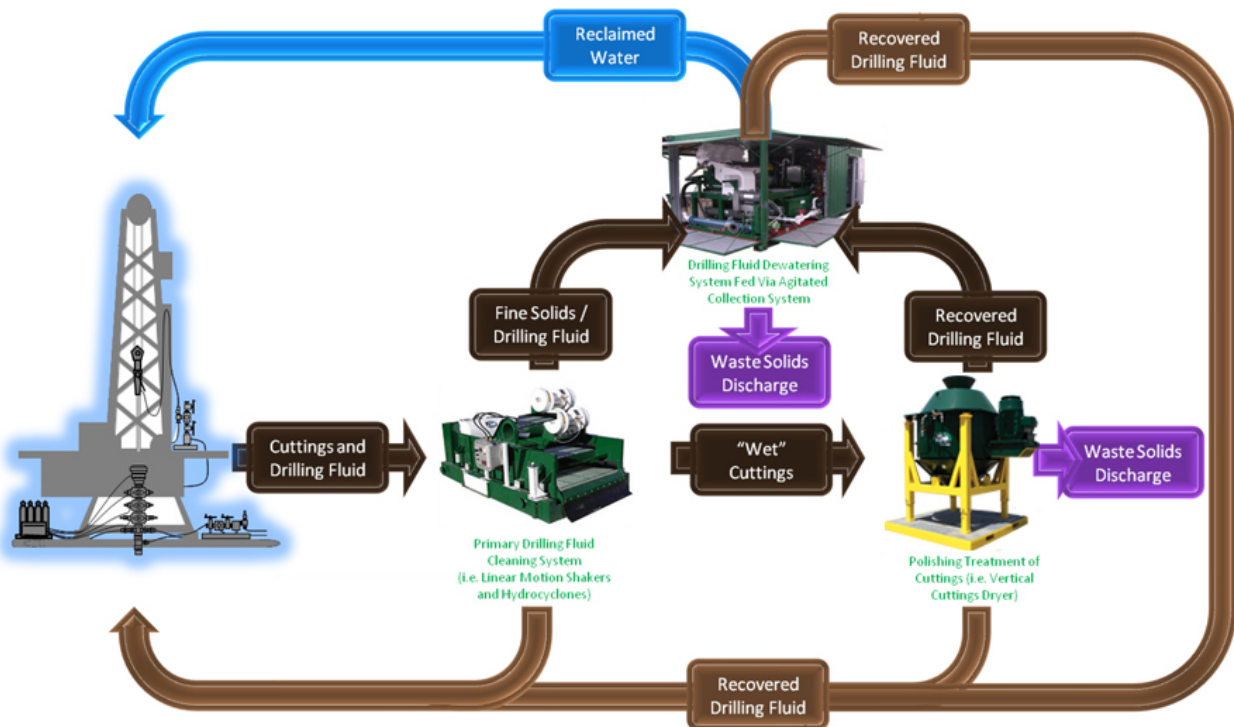 Reclaimed
Water
Recovered
Drilling Fluid
Drilling Fluid Dewatering
System Fed Via Agitated
Collection System
Fine Solids /
Drilling Fluid
Recovered
Drilling Fluid
Waste Solids
Discharge
Cuttings and
Drilling Fluid
“Wet”
Cuttings
Waste Solids
Discharge
Primary Drilling Fluid
Cleaning System
(i.e. Linear Motion Shakers
and Hydrocyclones)
Polishing Treatment of
Cuttings (i.e. Vertical
Cuttings Dryer)
Recovered
Drilling Fluid